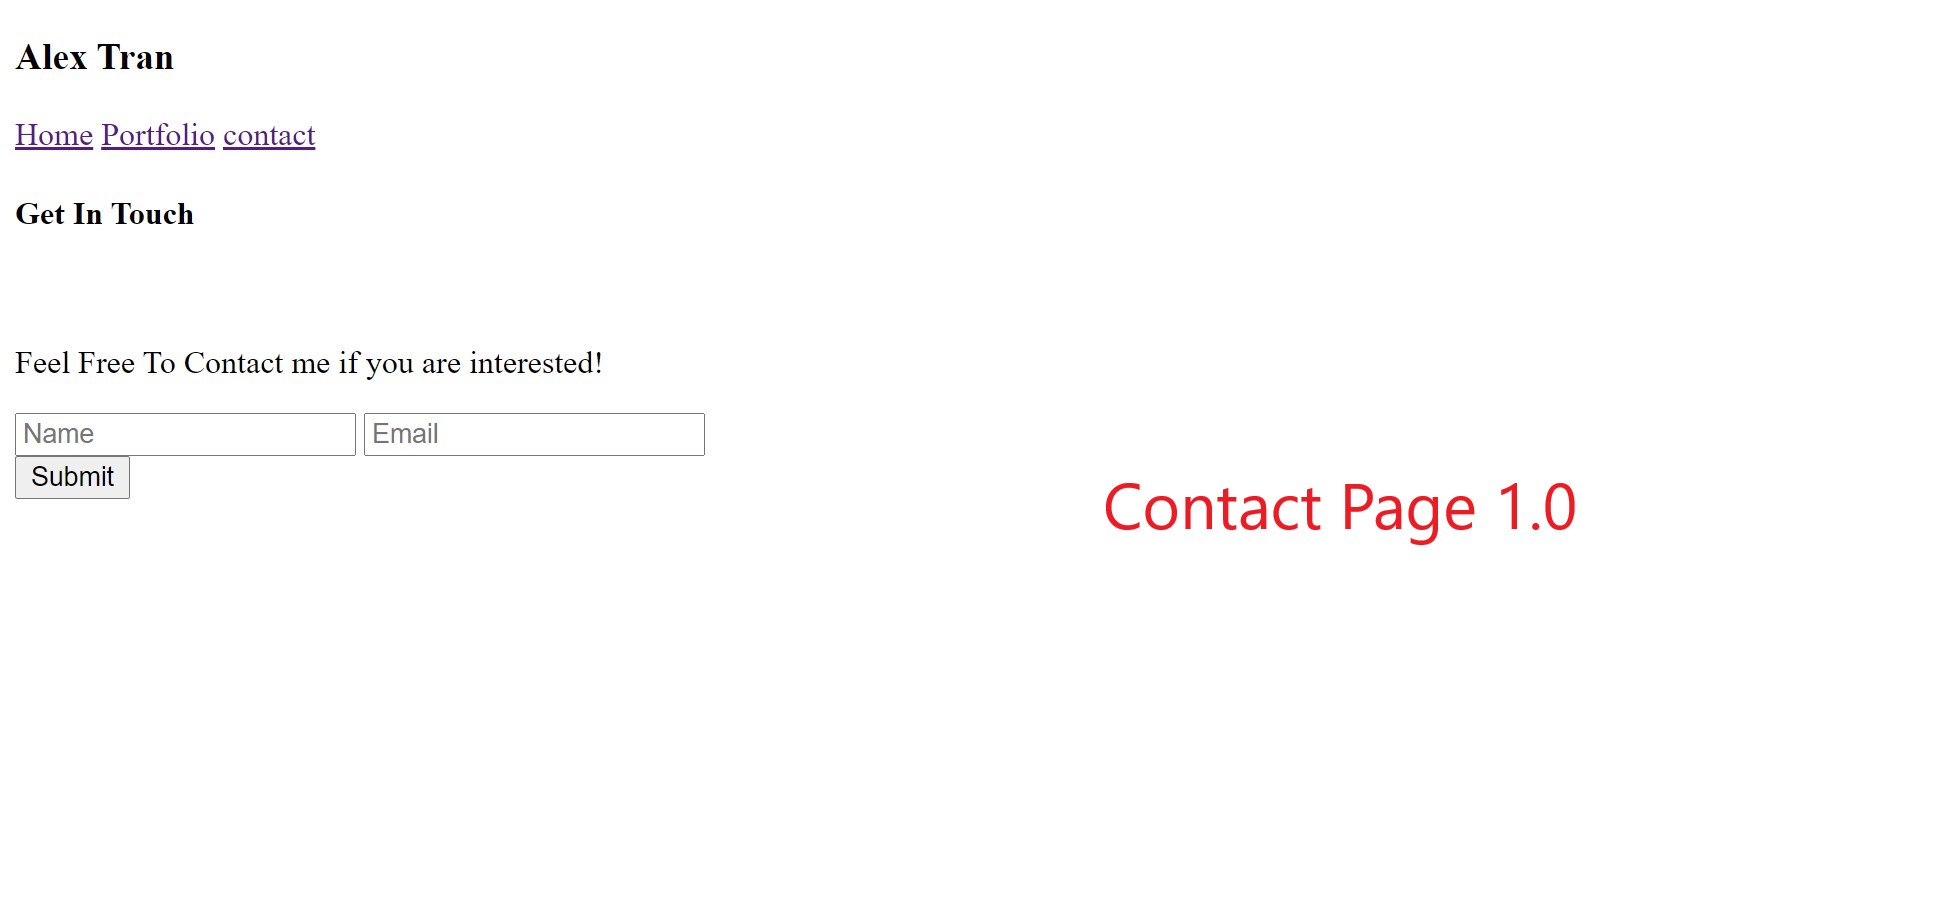 Alex Tran
Home Portfolio contact
Get In Touch
Feel Free To Contact me if you are interested!
Name Email
Submit
Contact Page 1.0